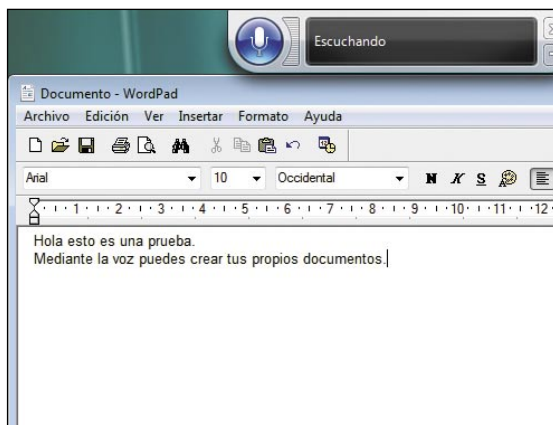 Escuchando
Documento - WordPad
Archivo Edición Ver Insertar Formato Ayuda
Arial 10 Occidental N K S
1 2 3 4 5 6 7 8 9 10 11 12
Hola esto es una prueba.
Mediante la voz puedes crear tus propios documentos.